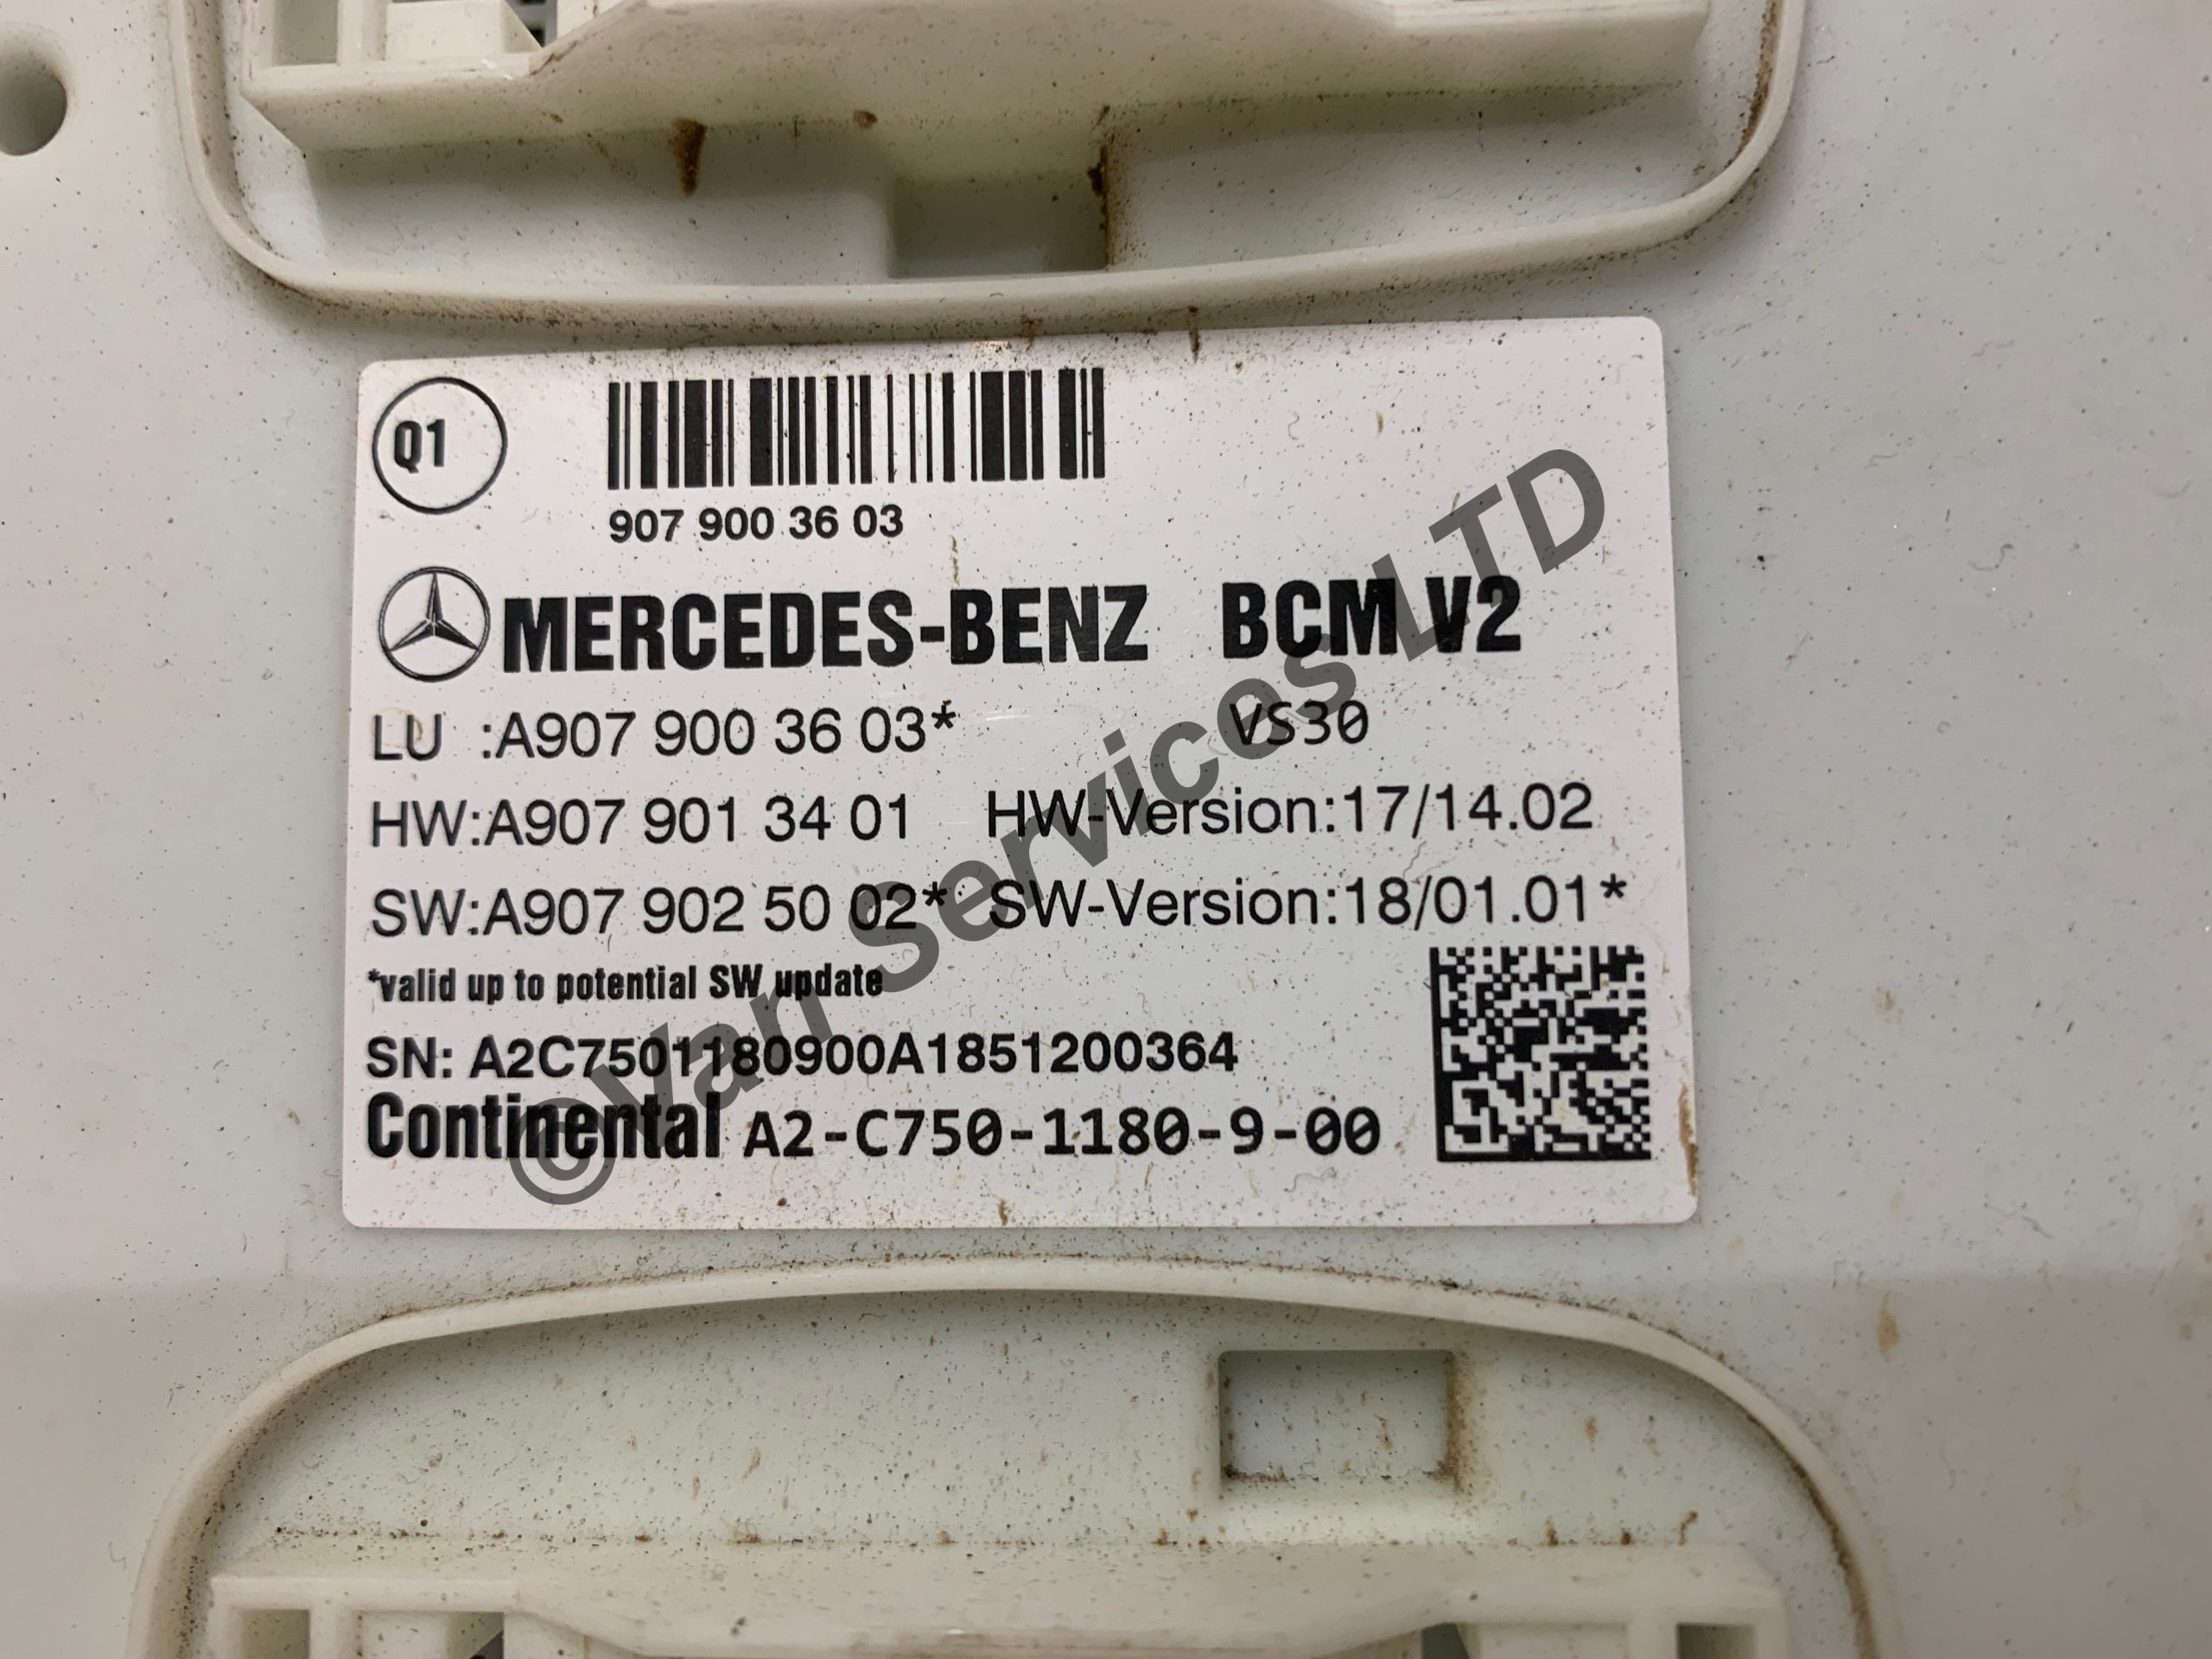 Q1
907 900 36 03
MERCEDES-BENZ BCM V2
LU :A907 900 36 03* VS30
HW:A907 901 34 01 HW-Version:17/14.02
SW:A907 902 50 02* SW-Version:18/01.01*
*valid up to potential SW update
SN: A2C7501180900A1851200364
Continental A2-C750-1180-9-00
©Van Services LTD